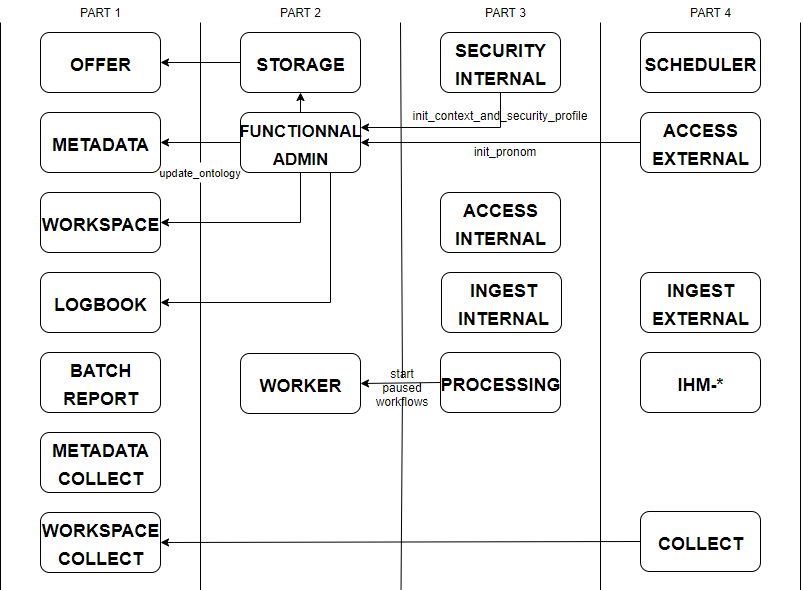 PART 1
PART 2
PART 3
PART 4
OFFER
STORAGE
SECURITY
INTERNAL
SCHEDULER
init_context_and_security_profile
METADATA
FUNCTIONNAL
ADMIN
init_pronom
ACCESS
EXTERNAL
update_ontology
WORKSPACE
ACCESS
INTERNAL
LOGBOOK
INGEST
INTERNAL
INGEST
EXTERNAL
BATCH
REPORT
WORKER
start
paused
workflows
PROCESSING
IHM-*
METADATA
COLLECT
WORKSPACE
COLLECT
COLLECT